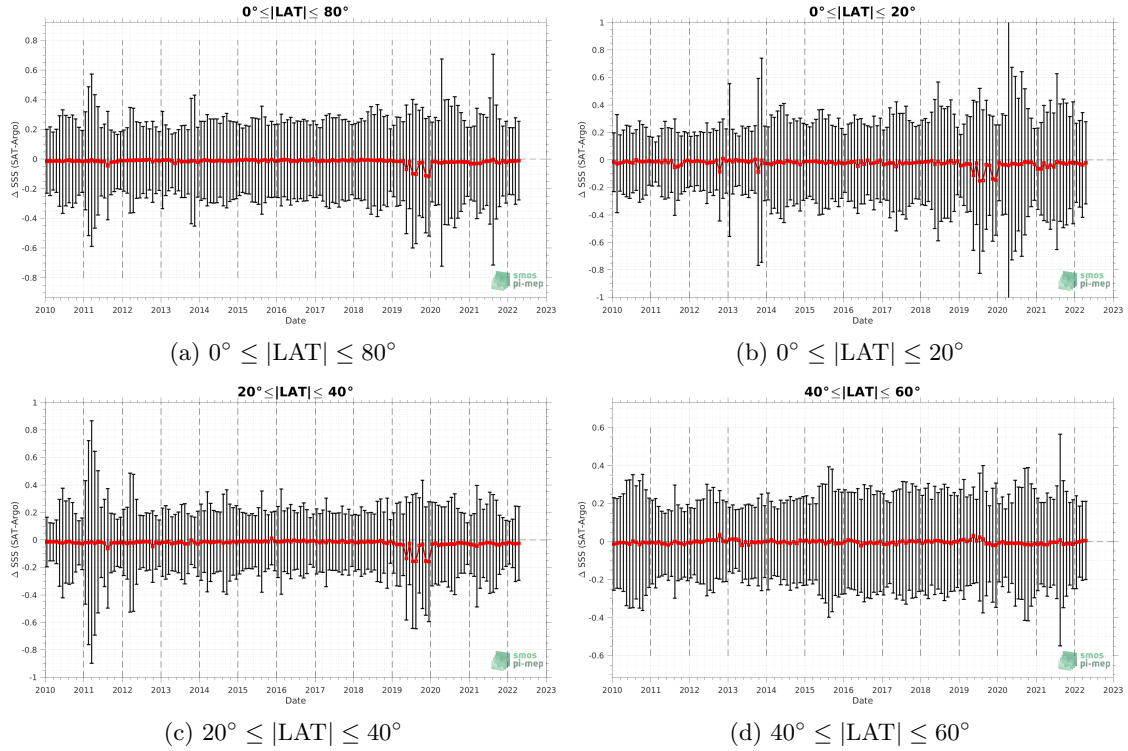 0°≤|LAT|≤ 80°
Δ SSS (SAT-Argo)
0.8
0.6
0.4
0.2
0
-0.2
-0.4
-0.6
-0.8
2010 2011 2012 2013 2014 2015 2016 2017 2018 2019 2020 2021 2022 2023
Date
smos
pi-mep
(a) 0° ≤ |LAT| ≤ 80°
0°≤|LAT|≤ 20°
Δ SSS (SAT-Argo)
1
0.8
0.6
0.4
0.2
0
-0.2
-0.4
-0.6
-0.8
-1
2010 2011 2012 2013 2014 2015 2016 2017 2018 2019 2020 2021 2022 2023
Date
smos
pi-mep
(b) 0° ≤ |LAT| ≤ 20°
20°≤|LAT|≤ 40°
Δ SSS (SAT-Argo)
1
0.8
0.6
0.4
0.2
0
-0.2
-0.4
-0.6
-0.8
-1
2010 2011 2012 2013 2014 2015 2016 2017 2018 2019 2020 2021 2022 2023
Date
smos
pi-mep
(c) 20° ≤ |LAT| ≤ 40°
40°≤|LAT|≤ 60°
Δ SSS (SAT-Argo)
0.6
0.4
0.2
0
-0.2
-0.4
-0.6
2010 2011 2012 2013 2014 2015 2016 2017 2018 2019 2020 2021 2022 2023
Date
smos
pi-mep
(d) 40° ≤ |LAT| ≤ 60°